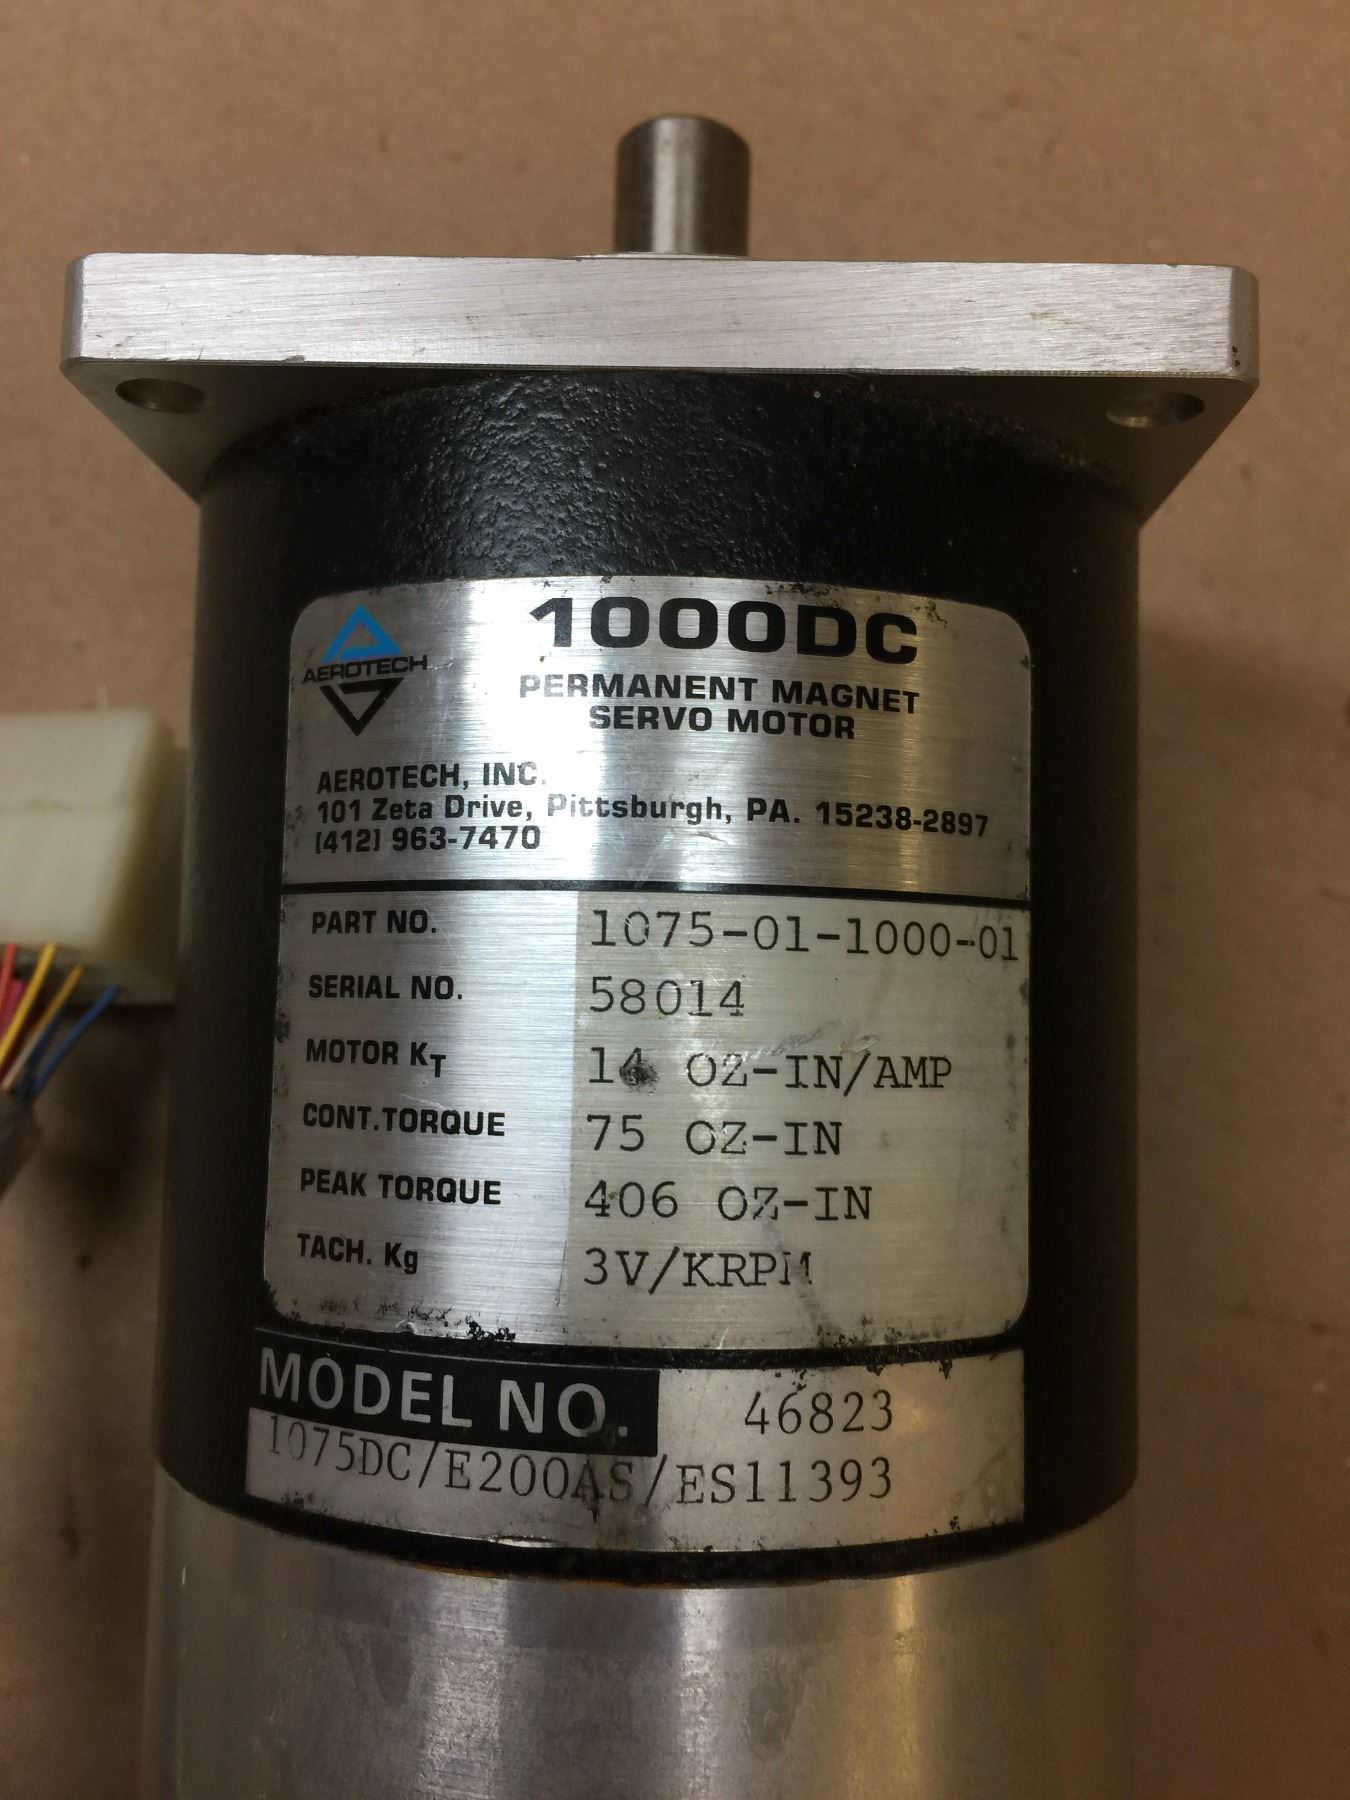 1000DC
PERMANENT MAGNET
SERVO MOTOR
AEROTECH
AEROTECH, INC.
101 Zeta Drive, Pittsburgh, PA. 15238-2897
(412) 963-7470
PART NO. 1075-01-1000-01
SERIAL NO. 58014
MOTOR KT 14 OZ-IN/AMP
CONT. TORQUE 75 OZ-IN
PEAK TORQUE 406 OZ-IN
TACH. Kg 3V/KRPM
MODEL NO. 46823
1075DC/E200AS/ES11393